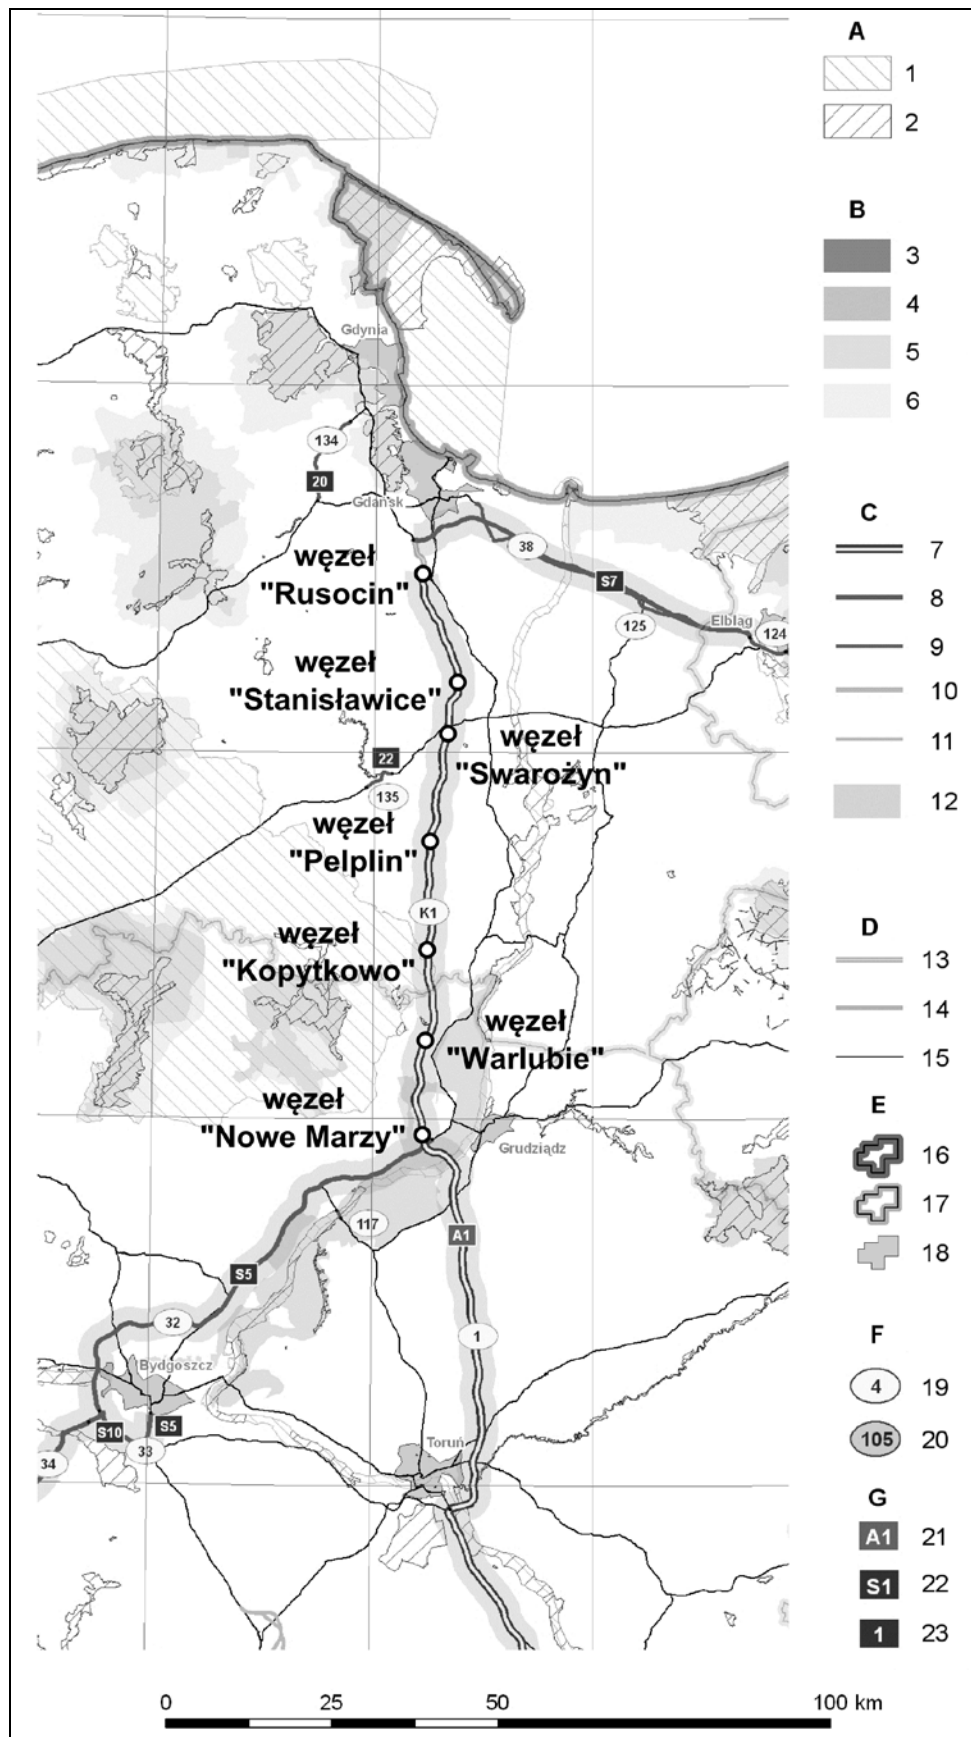 A
1
2
B
3
4
5
6
Gdynia
134
20
Gdańsk
C
7
8
9
10
11
12
38
S7
125
Elbląg
124
węzeł
"Rusocin"
węzeł
"Stanisławice"
węzeł
"Swarożyn"
22
135
węzeł
"Pelplin"
K1
węzeł
"Kopytkowo"
D
13
14
15
węzeł
"Warlubie"
węzeł
"Nowe Marzy"
Grudziądz
E
16
17
18
117
A1
S5
32
1
Bydgoszcz
F
4 19
105 20
S10
S5
33
34
Toruń
G
A1 21
S1 22
1 23
0 25 50 100 km